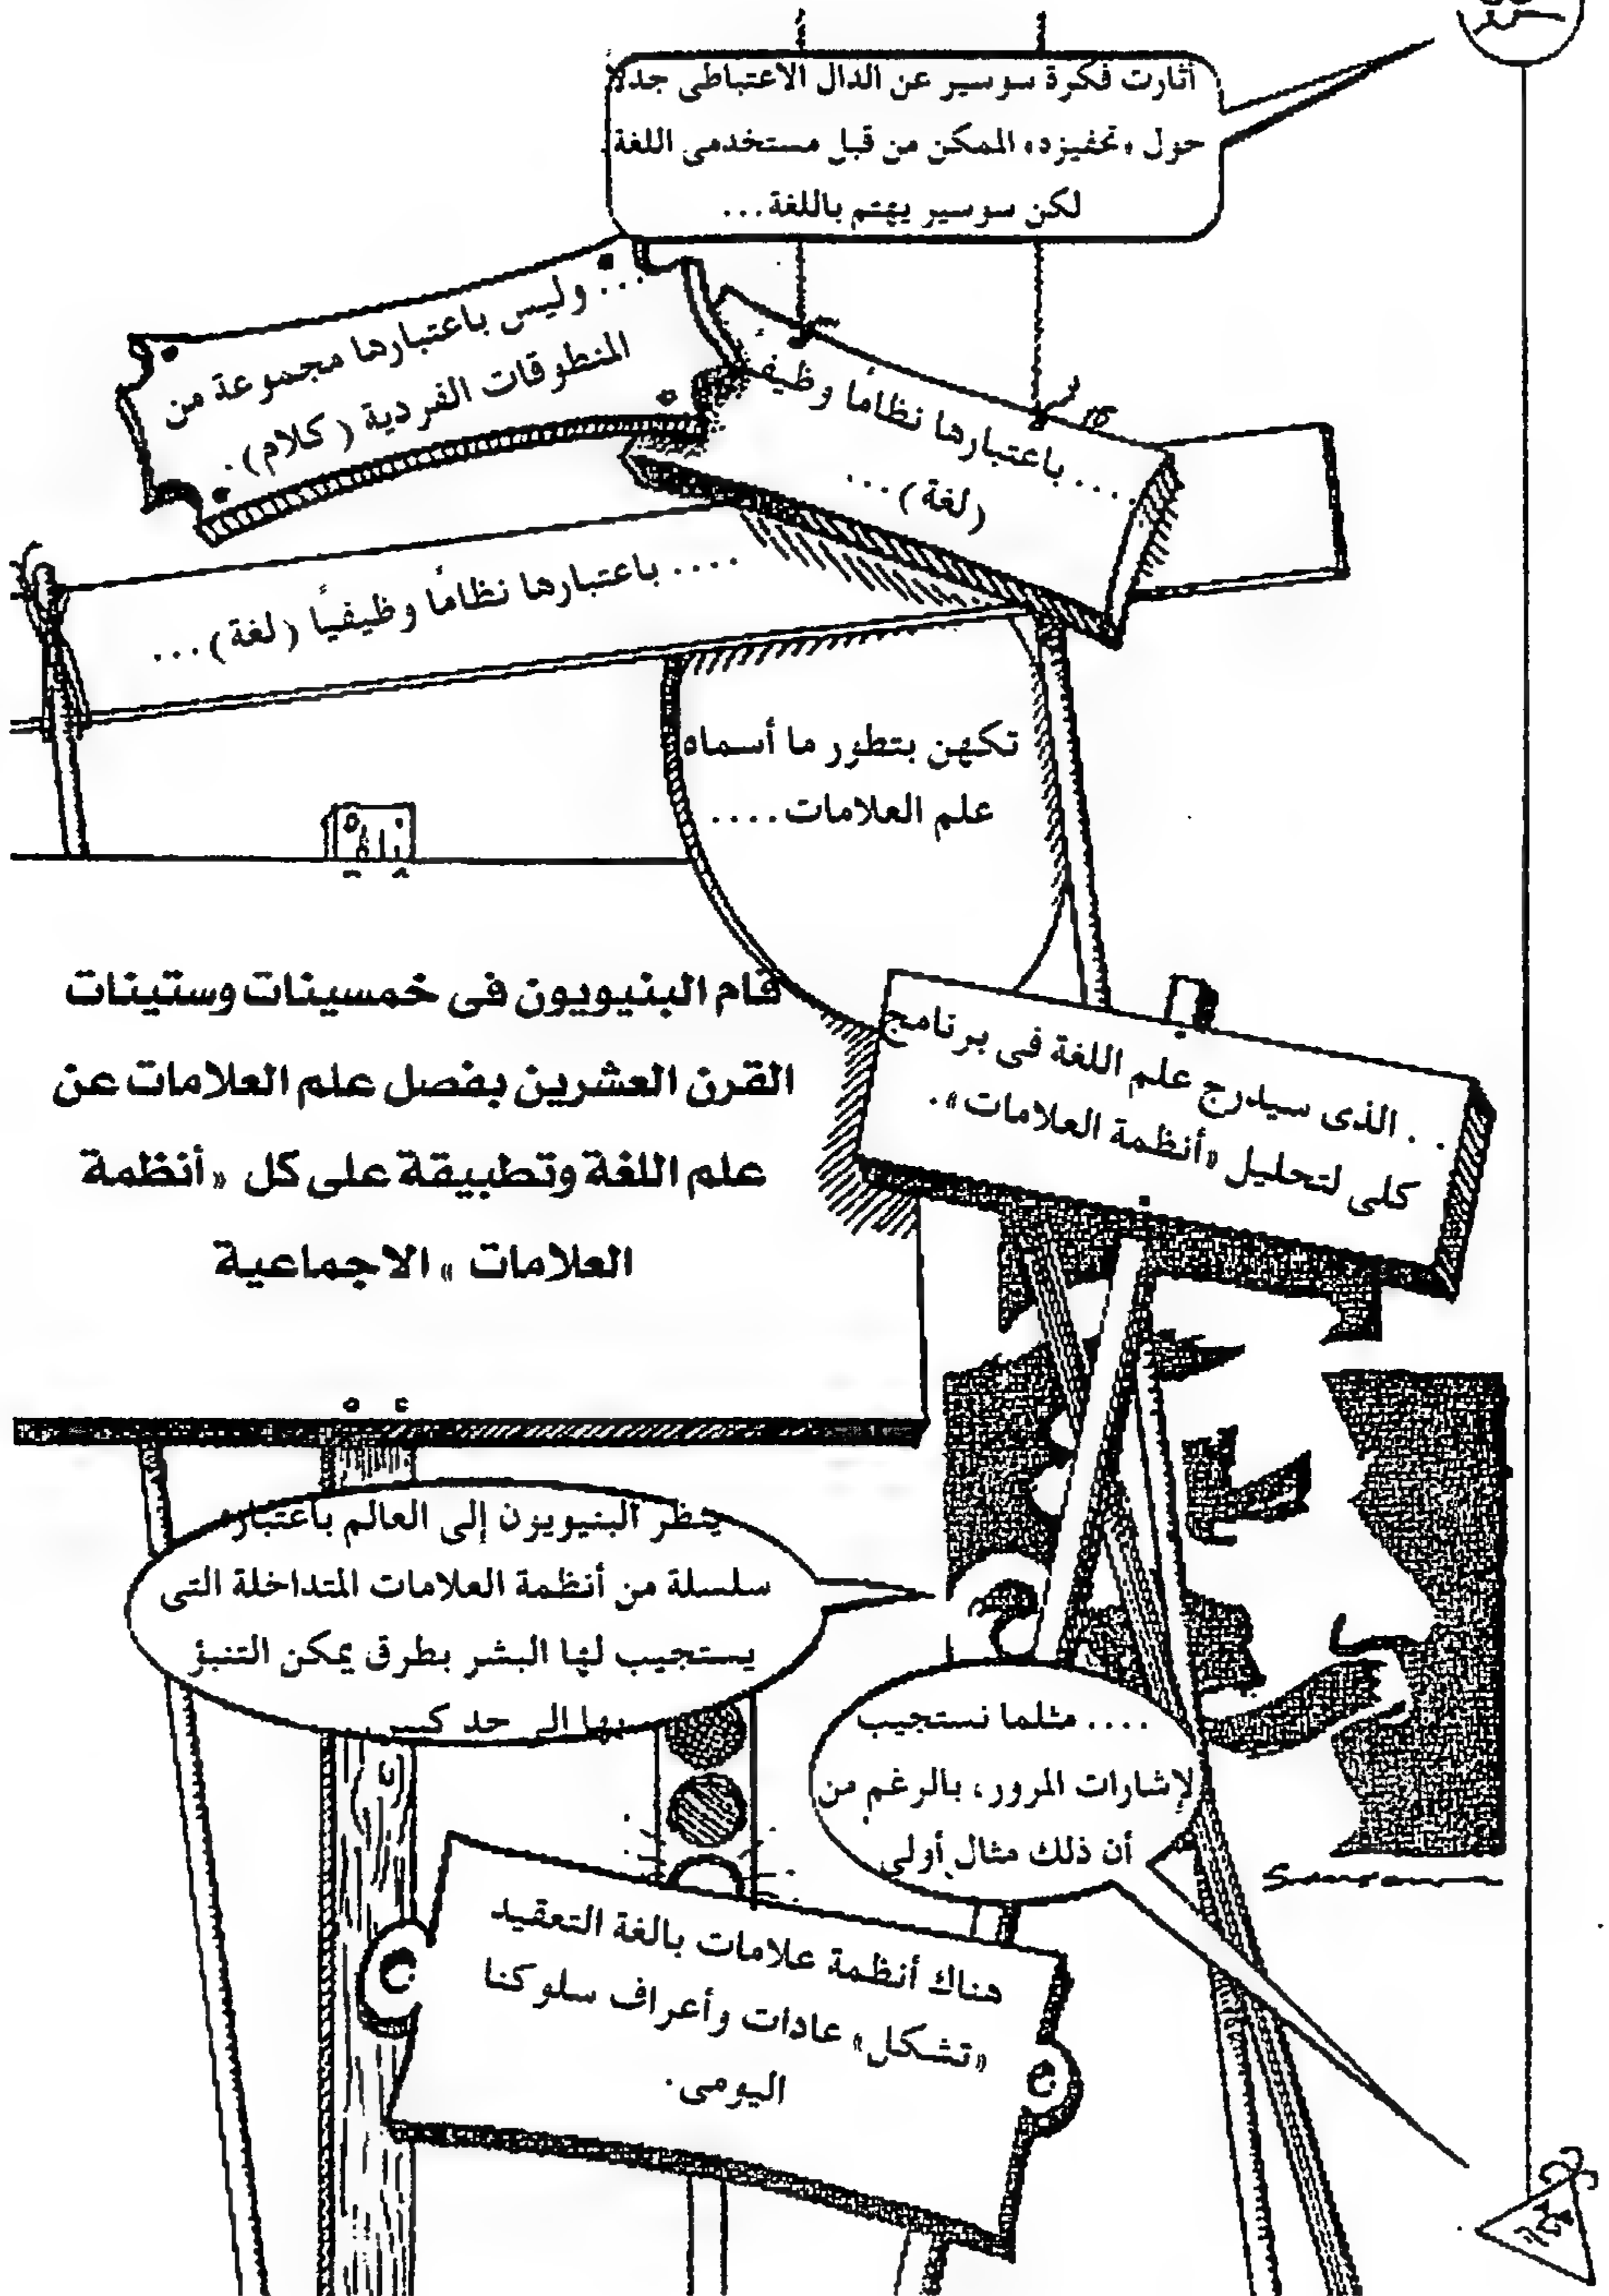 أثارت فكرة سوسير عن الدال الاعتباطى جدلاً
حول «تحفيزه» الممكن من قبل مستخدمى اللغة
لكن سوسير يهتم باللغة...
.... باعتبارها نظامًا
(لغة)...
... وليس باعتبارها مجموعة من
المنطوقات الفردية (كلام).
.... باعتبارها نظامًا وظيفيًا (لغة)...
تكهن بتطور ما أسماه
علم العلامات....
.. الذى سيدرج علم اللغة فى برنامج
كلى لتحليل «أنظمة العلامات».
قام البنيويون فى خمسينات وستينات
القرن العشرين بفصل علم العلامات عن
علم اللغة وتطبيقة على كل «أنظمة
العلامات» الاجماعية
ينظر البنيويرن إلى العالم باعتباره
سلسلة من أنظمة العلامات المتداخلة التى
يستجيب لها البشر بطرق يمكن التنبؤ
بها إلى حد كبير
.... مثلما نستجيب
لإشارات المرور، بالرغم من
أن ذلك مثال أولى
هناك أنظمة علامات بالغة التعقيد
«تشكل» عادات وأعراف سلوكنا
اليومى.